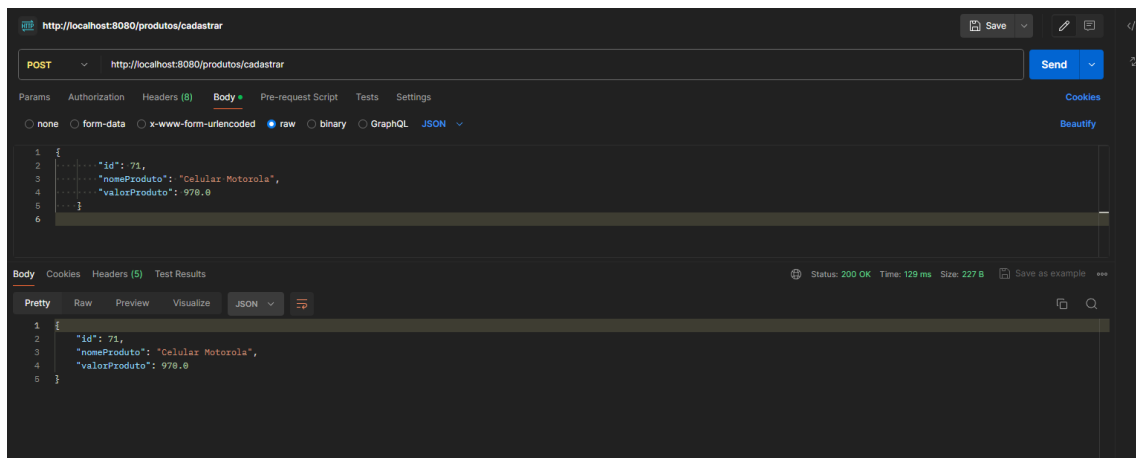 HTTP http://localhost:8080/produtos/cadastrar Save
POST http://localhost:8080/produtos/cadastrar Send
Params Authorization Headers (8) Body Pre-request Script Tests Settings Cookies
none form-data x-www-form-urlencoded raw binary GraphQL JSON Beautify
1 {
2 "id": 71,
3 "nomeProduto": "Celular Motorola",
4 "valorProduto": 970.0
5 }
6
Body Cookies Headers (5) Test Results Status: 200 OK Time: 129 ms Size: 227 B Save as example
Pretty Raw Preview Visualize JSON
1 {
2 "id": 71,
3 "nomeProduto": "Celular Motorola",
4 "valorProduto": 970.0
5 }